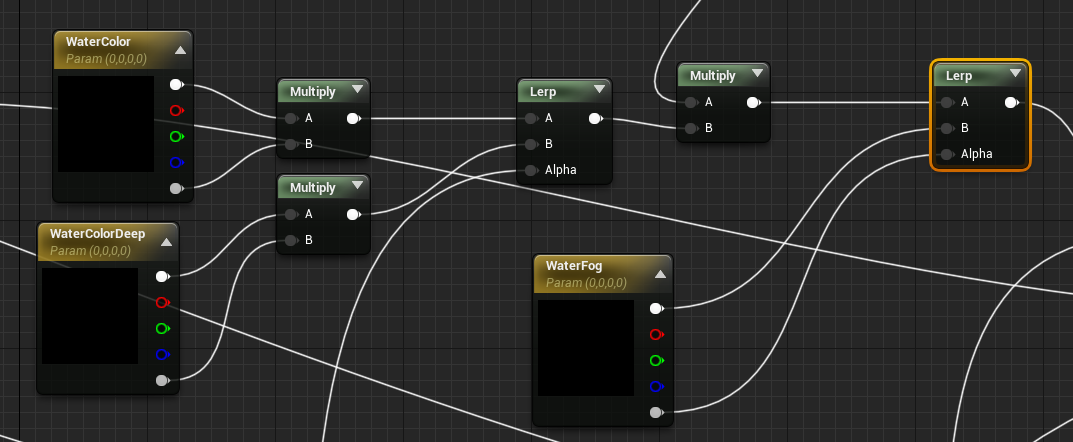 WaterColor
Param (0,0,0,0)
Multiply
A
B
Multiply
A
B
WaterColorDeep
Param (0,0,0,0)
Lerp
A
B
Alpha
Multiply
A
B
WaterFog
Param (0,0,0,0)
Lerp
A
B
Alpha